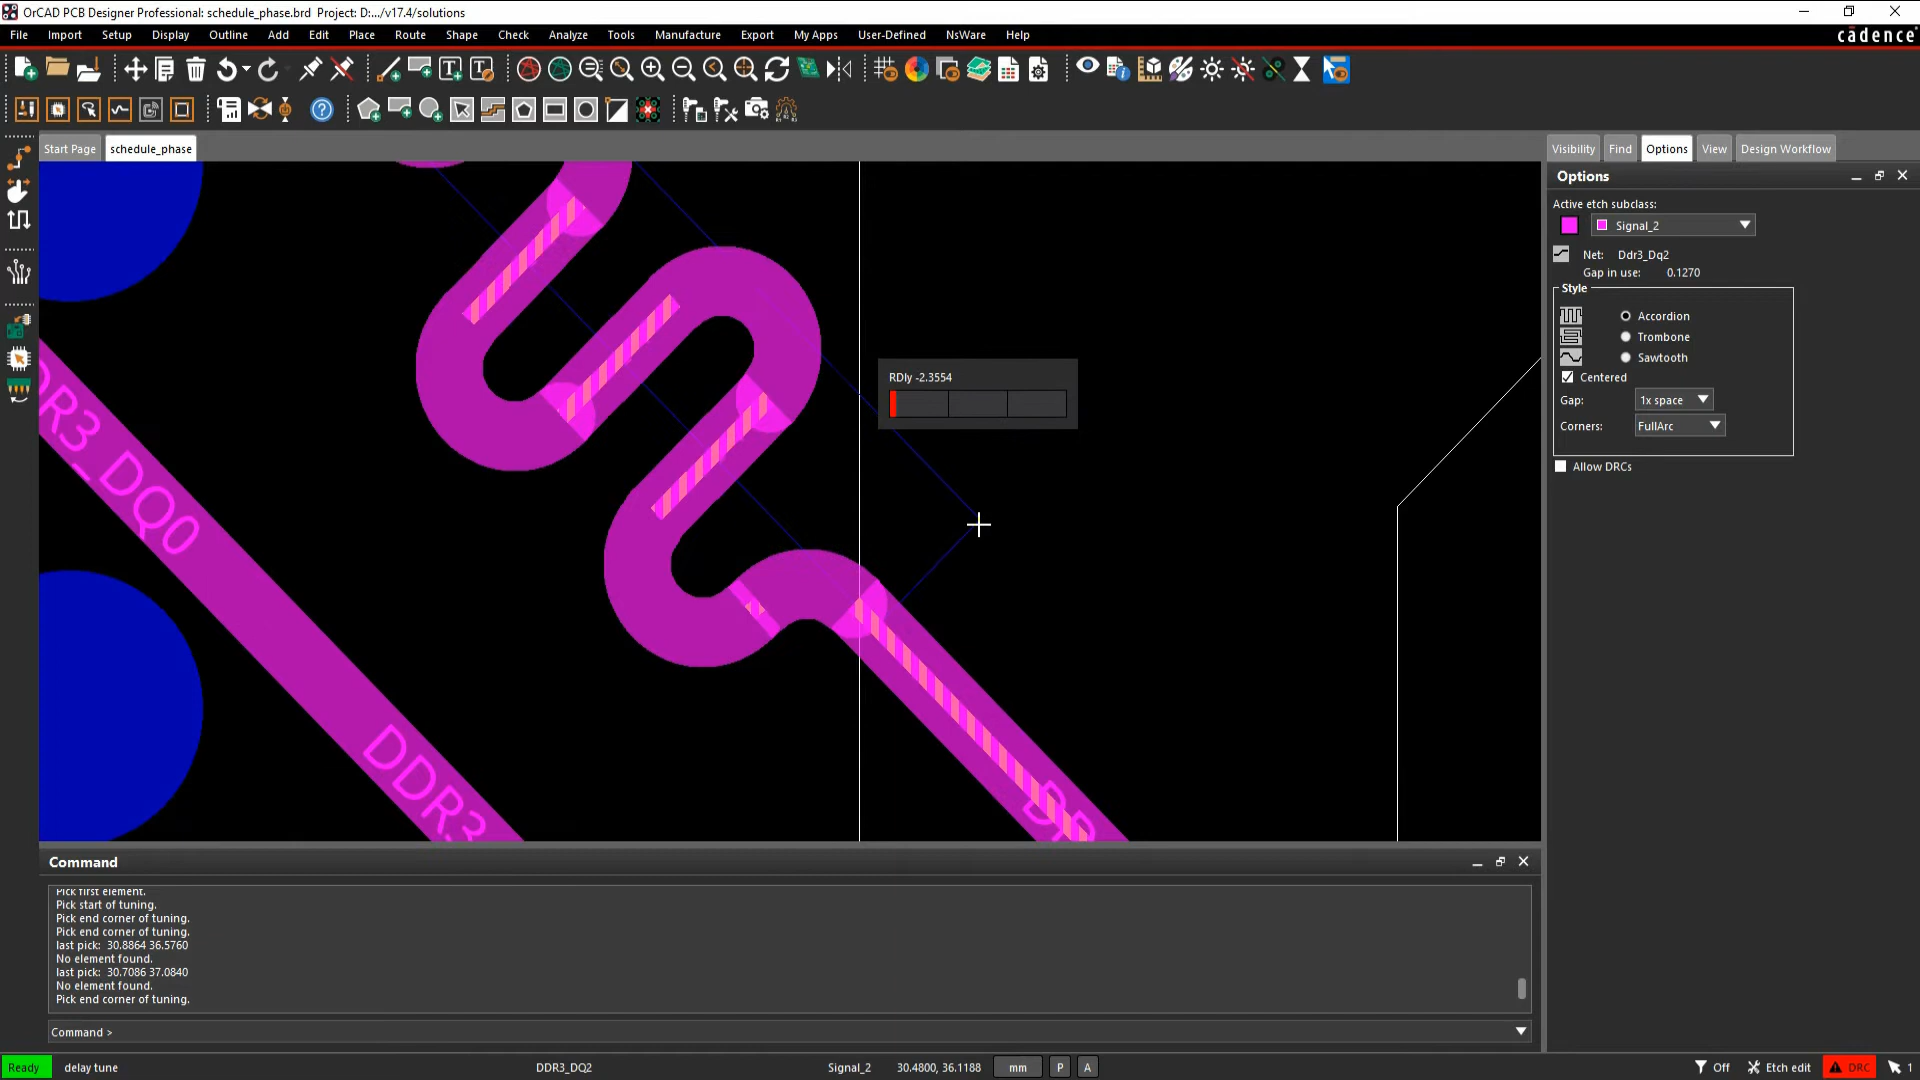 OrCAD PCB Designer Professional: schedule_phase.brd  Project: D:.../v17.4/solutions
File Import Setup Display Outline Add Edit Place Route Shape Check Analyze Tools Manufacture Export My Apps User-Defined NsWare Help
cādence
Start Page schedule_phase
Visibility Find Options View Design Workflow
Options
Active etch subclass:
Signal_2
Net: Ddr3_Dq2
Gap in use: 0.1270
Style
Accordion
Trombone
Sawtooth
Centered
Gap: 1x space
Corners: FullArc
Allow DRCs
RDly -2.3554
DR3_DQ0
DDR3
Command
Pick first element.
Pick start of tuning.
Pick end corner of tuning.
Pick end corner of tuning.
last pick:  30.8864 36.5760
No element found.
last pick:  30.7086 37.0840
No element found.
Pick end corner of tuning.
Command >
Ready delay tune DDR3_DQ2 Signal_2 30.4800, 36.1188 mm P A Off Etch edit DRC 1